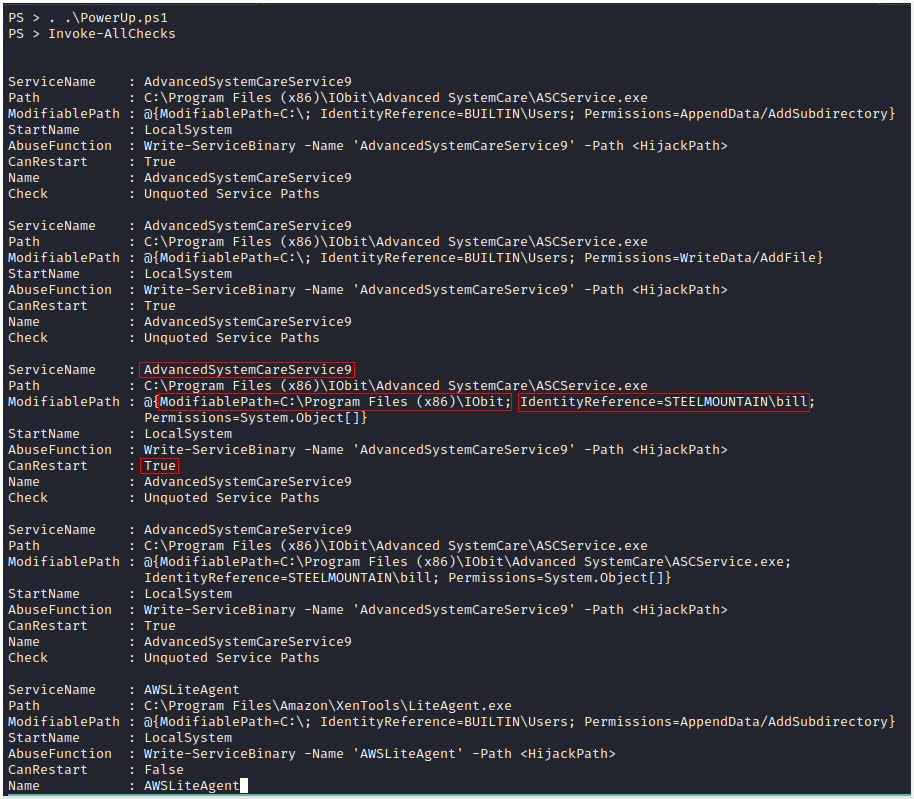 PS > . .\PowerUp.ps1
PS > Invoke-AllChecks
ServiceName    : AdvancedSystemCareService9
Path           : C:\Program Files (x86)\IObit\Advanced SystemCare\ASCService.exe
ModifiablePath : @{ModifiablePath=C:\; IdentityReference=BUILTIN\Users; Permissions=AppendData/AddSubdirectory}
StartName      : LocalSystem
AbuseFunction  : Write-ServiceBinary -Name 'AdvancedSystemCareService9' -Path <HijackPath>
CanRestart     : True
Name           : AdvancedSystemCareService9
Check          : Unquoted Service Paths
ServiceName    : AdvancedSystemCareService9
Path           : C:\Program Files (x86)\IObit\Advanced SystemCare\ASCService.exe
ModifiablePath : @{ModifiablePath=C:\; IdentityReference=BUILTIN\Users; Permissions=WriteData/AddFile}
StartName      : LocalSystem
AbuseFunction  : Write-ServiceBinary -Name 'AdvancedSystemCareService9' -Path <HijackPath>
CanRestart     : True
Name           : AdvancedSystemCareService9
Check          : Unquoted Service Paths
ServiceName    : AdvancedSystemCareService9
Path           : C:\Program Files (x86)\IObit\Advanced SystemCare\ASCService.exe
ModifiablePath : @{ModifiablePath=C:\Program Files (x86)\IObit; IdentityReference=STEELMOUNTAIN\bill;
                 Permissions=System.Object[]}
StartName      : LocalSystem
AbuseFunction  : Write-ServiceBinary -Name 'AdvancedSystemCareService9' -Path <HijackPath>
CanRestart     : True
Name           : AdvancedSystemCareService9
Check          : Unquoted Service Paths
ServiceName    : AdvancedSystemCareService9
Path           : C:\Program Files (x86)\IObit\Advanced SystemCare\ASCService.exe
ModifiablePath : @{ModifiablePath=C:\Program Files (x86)\IObit\Advanced SystemCare\ASCService.exe;
                 IdentityReference=STEELMOUNTAIN\bill; Permissions=System.Object[]}
StartName      : LocalSystem
AbuseFunction  : Write-ServiceBinary -Name 'AdvancedSystemCareService9' -Path <HijackPath>
CanRestart     : True
Name           : AdvancedSystemCareService9
Check          : Unquoted Service Paths
ServiceName    : AWSLiteAgent
Path           : C:\Program Files\Amazon\XenTools\LiteAgent.exe
ModifiablePath : @{ModifiablePath=C:\; IdentityReference=BUILTIN\Users; Permissions=AppendData/AddSubdirectory}
StartName      : LocalSystem
AbuseFunction  : Write-ServiceBinary -Name 'AWSLiteAgent' -Path <HijackPath>
CanRestart     : False
Name           : AWSLiteAgent